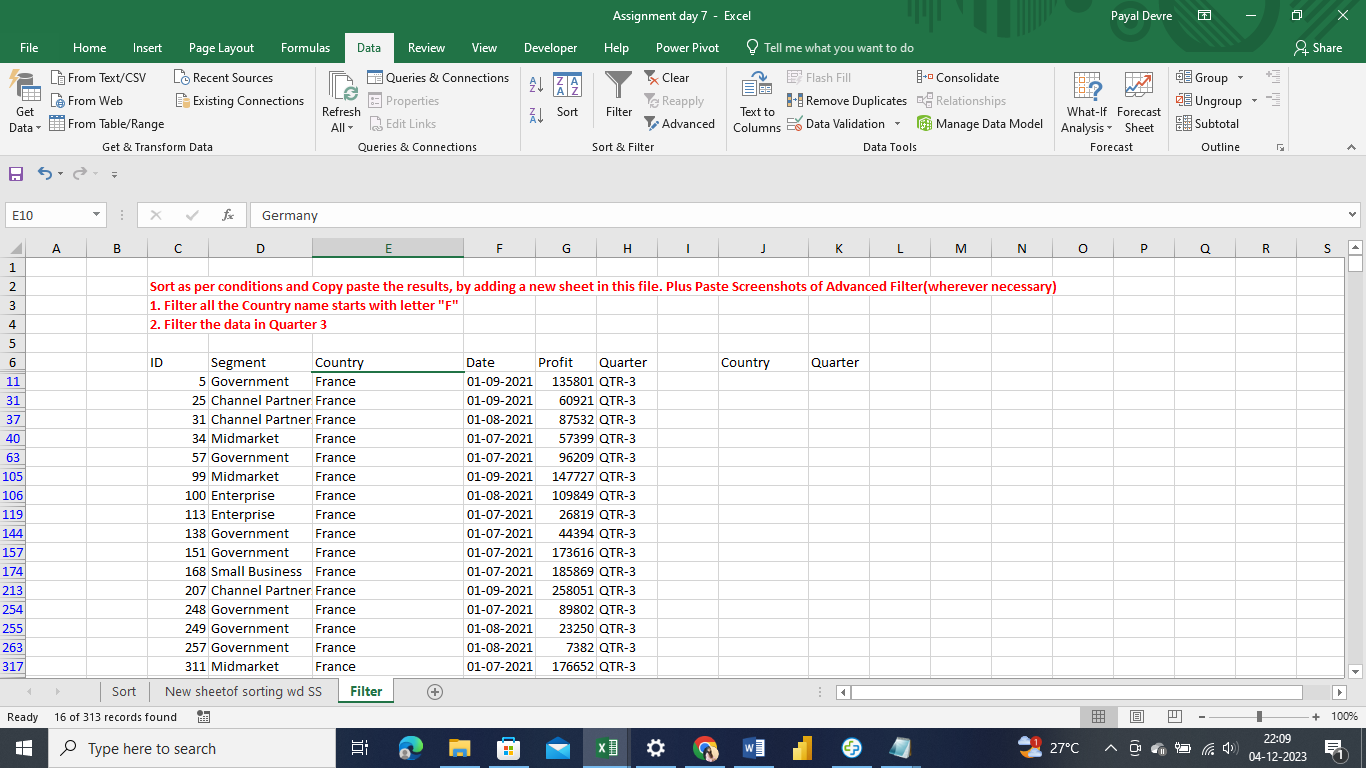 Assignment day 7 - Excel
Payal Devre
File Home Insert Page Layout Formulas Data Review View Developer Help Power Pivot Tell me what you want to do Share
Get Data
From Text/CSV
From Web
From Table/Range
Recent Sources
Existing Connections
Get & Transform Data
Refresh All
Queries & Connections
Properties
Edit Links
Queries & Connections
Sort
Filter
Clear
Reapply
Advanced
Sort & Filter
Text to Columns
Flash Fill
Remove Duplicates
Data Validation
Consolidate
Relationships
Manage Data Model
Data Tools
What-If Analysis
Forecast Sheet
Forecast
Group
Ungroup
Subtotal
Outline
E10 fx Germany
A B C D E F G H I J K L M N O P Q R S
1
2 Sort as per conditions and Copy paste the results, by adding a new sheet in this file. Plus Paste Screenshots of Advanced Filter(wherever necessary)
3 1. Filter all the Country name starts with letter "F"
4 2. Filter the data in Quarter 3
5
6 ID Segment Country Date Profit Quarter Country Quarter
11 5 Government France 01-09-2021 135801 QTR-3
31 25 Channel Partner France 01-09-2021 60921 QTR-3
37 31 Channel Partner France 01-08-2021 87532 QTR-3
40 34 Midmarket France 01-07-2021 57399 QTR-3
63 57 Government France 01-07-2021 96209 QTR-3
105 99 Midmarket France 01-09-2021 147727 QTR-3
106 100 Enterprise France 01-08-2021 109849 QTR-3
119 113 Enterprise France 01-07-2021 26819 QTR-3
144 138 Government France 01-07-2021 44394 QTR-3
157 151 Government France 01-07-2021 173616 QTR-3
174 168 Small Business France 01-07-2021 185869 QTR-3
213 207 Channel Partner France 01-09-2021 258051 QTR-3
254 248 Government France 01-07-2021 89802 QTR-3
255 249 Government France 01-08-2021 23250 QTR-3
263 257 Government France 01-08-2021 7382 QTR-3
317 311 Midmarket France 01-07-2021 176652 QTR-3
Sort New sheetof sorting wd SS Filter
Ready 16 of 313 records found 100%
Type here to search 27°C 22:09
04-12-2023